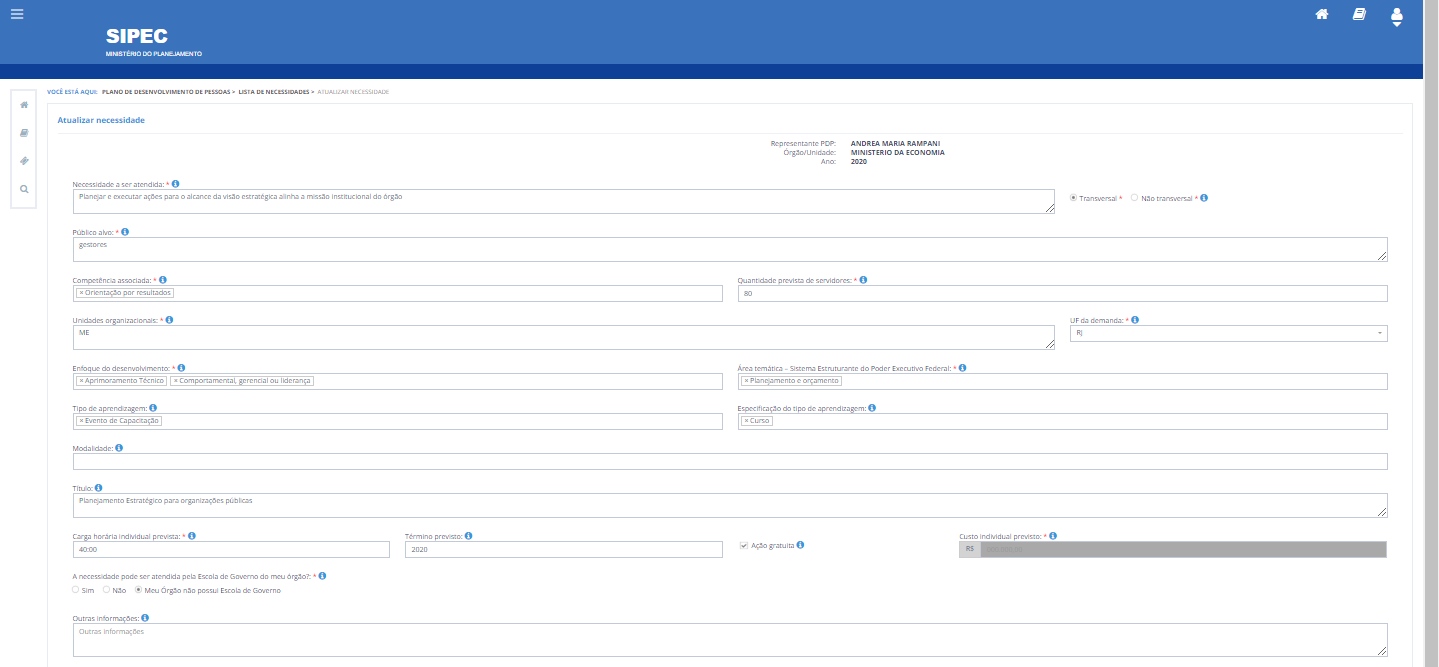 SIPEC
MINISTÉRIO DO PLANEJAMENTO
VOCÊ ESTÁ AQUI: PLANO DE DESENVOLVIMENTO DE PESSOAS > LISTA DE NECESSIDADES > ATUALIZAR NECESSIDADE
Atualizar necessidade
Representante PDP: ANDREA MARIA RAMPANI
Órgão/Unidade: MINISTERIO DA ECONOMIA
Ano: 2020
Necessidade a ser atendida: *
Planejar e executar ações para o alcance da visão estratégica alinha a missão institucional do órgão
Transversal * Não transversal *
Público alvo: *
gestores
Competência associada: * Quantidade prevista de servidores: *
× Orientação por resultados 80
Unidades organizacionais: * UF da demanda: *
ME RJ
Enfoque do desenvolvimento: * Área temática – Sistema Estruturante do Poder Executivo Federal: *
× Aprimoramento Técnico × Comportamental, gerencial ou liderança × Planejamento e orçamento
Tipo de aprendizagem: Especificação do tipo de aprendizagem:
× Evento de Capacitação × Curso
Modalidade:
Título:
Planejamento Estratégico para organizações públicas
Carga horária individual prevista: * Término previsto: Ação gratuita Custo individual previsto: *
40:00 2020 R$
A necessidade pode ser atendida pela Escola de Governo do meu órgão?: *
Sim Não Meu Órgão não possui Escola de Governo
Outras informações:
Outras informações